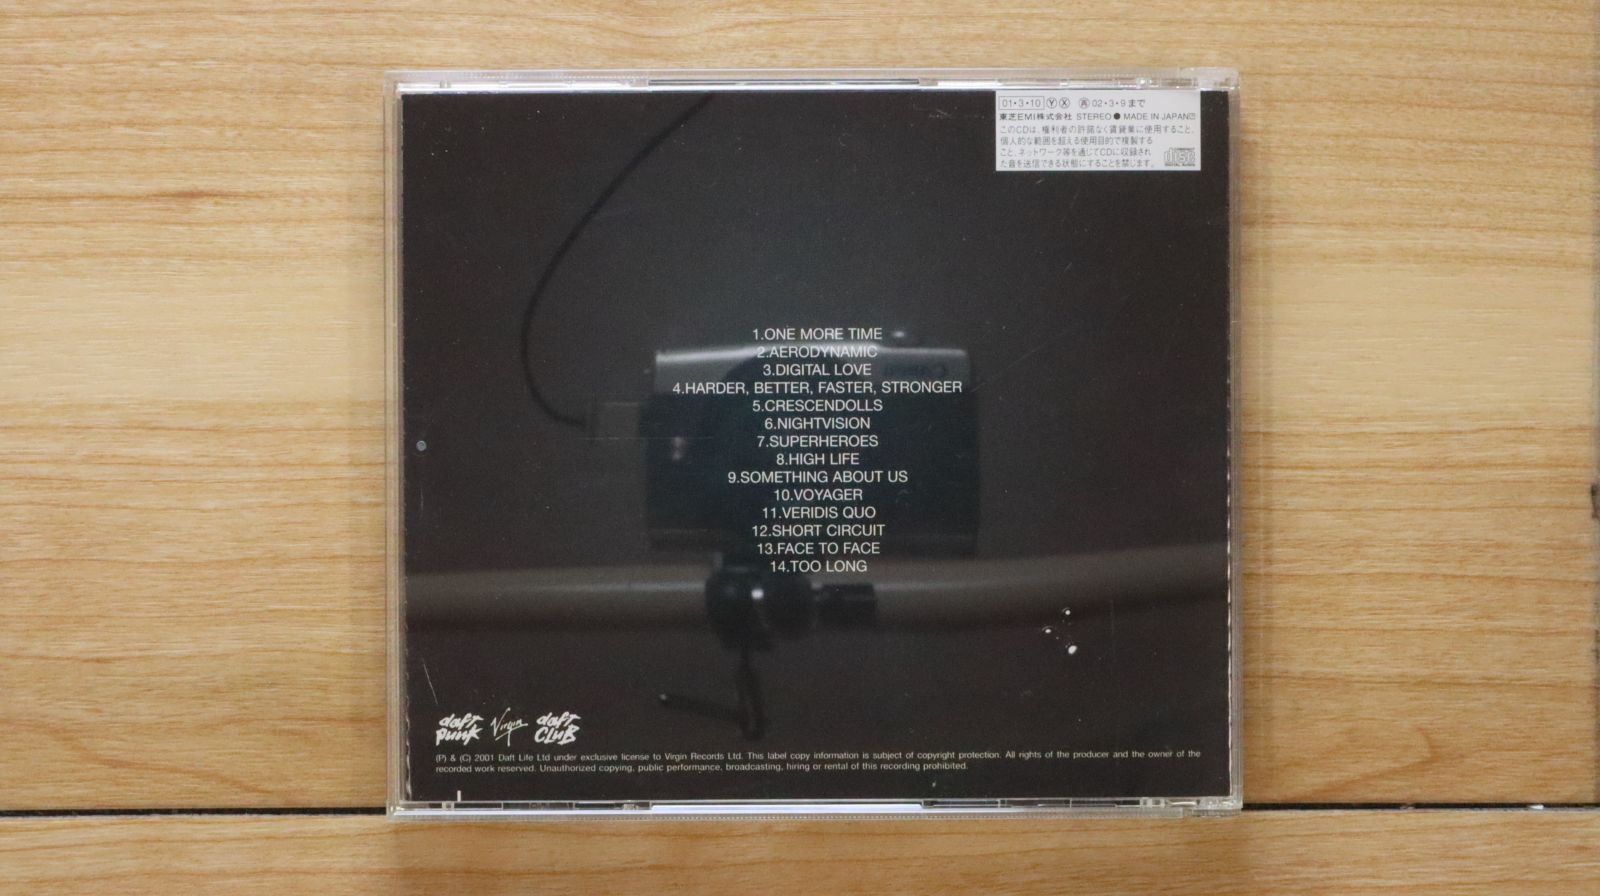 01・3・10 Ⓨ Ⓧ 再 02・3・9まで
東芝EMI株式会社 STEREO● MADE IN JAPAN
このCDは、権利者の許諾なく賃貸業に使用すること、
個人的な範囲を超える使用目的で複製する
こと、ネットワーク等を通じてCDに収録され
た音を送信できる状態にすることを禁じます。
disc
1.ONE MORE TIME
2.AERODYNAMIC
3.DIGITAL LOVE
4.HARDER, BETTER, FASTER, STRONGER
5.CRESCENDOLLS
6.NIGHTVISION
7.SUPERHEROES
8.HIGH LIFE
9.SOMETHING ABOUT US
10.VOYAGER
11.VERIDIS QUO
12.SHORT CIRCUIT
13.FACE TO FACE
14.TOO LONG
daft punk Virgin daft CLUB
(P) & (C) 2001 Daft Life Ltd under exclusive license to Virgin Records Ltd. This label copy information is subject of copyright protection. All rights of the producer and the owner of the
recorded work reserved. Unauthorized copying, public performance, broadcasting, hiring or rental of this recording prohibited.